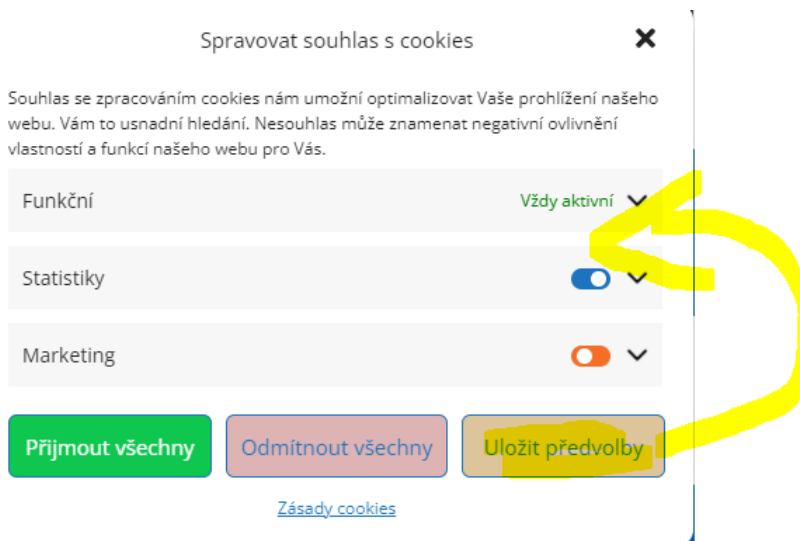 Spravovat souhlas s cookies
Souhlas se zpracováním cookies nám umožní optimalizovat Vaše prohlížení našeho
webu. Vám to usnadní hledání. Nesouhlas může znamenat negativní ovlivnění
vlastností a funkcí našeho webu pro Vás.
Funkční Vždy aktivní
Statistiky
Marketing
Přijmout všechny Odmítnout všechny Uložit předvolby
Zásady cookies